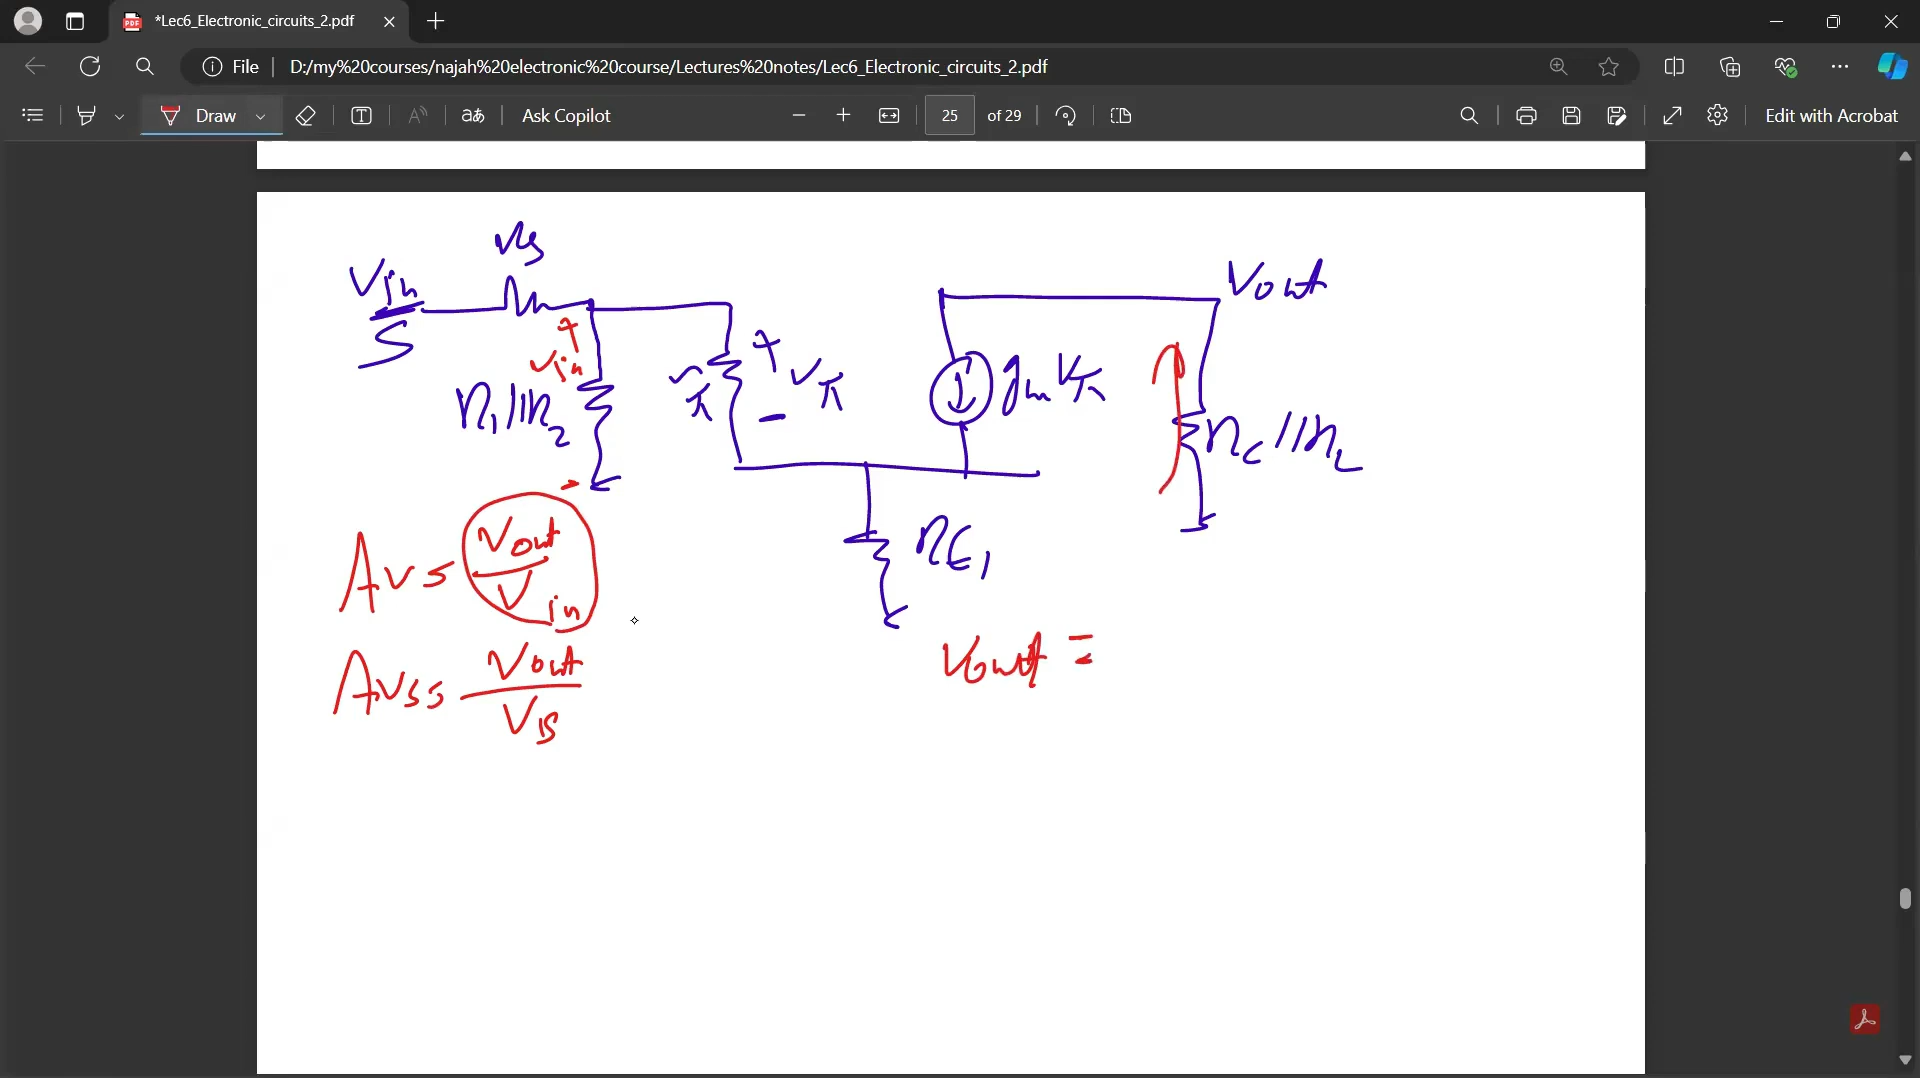 *Lec6_Electronic_circuits_2.pdf
File
D:/my%20courses/najah%20electronic%20course/Lectures%20notes/Lec6_Electronic_circuits_2.pdf
Draw
T
A
aあ
Ask Copilot
25
of 29
Edit with Acrobat
Rs
Vin
S
Vout
+
Vin
-
R1//R2
rπ
+
Vπ
-
gmVπ
RC//RL
RE1
Av = Vout / Vin
Avs = Vout / Vs
Vout =